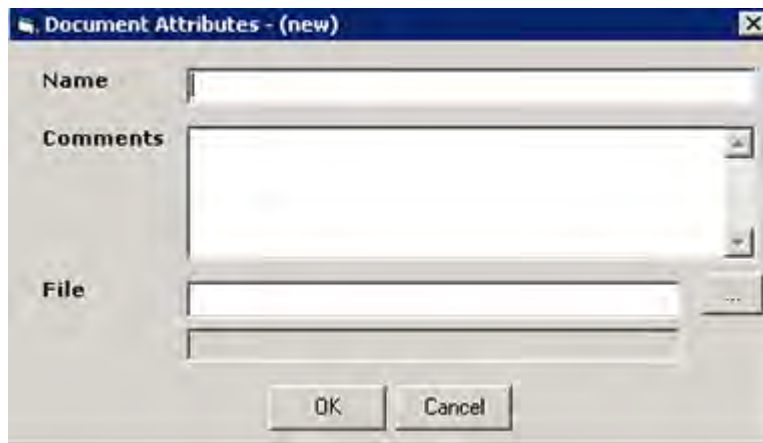 Document Attributes - (new)
Name
Comments
File
...
OK
Cancel